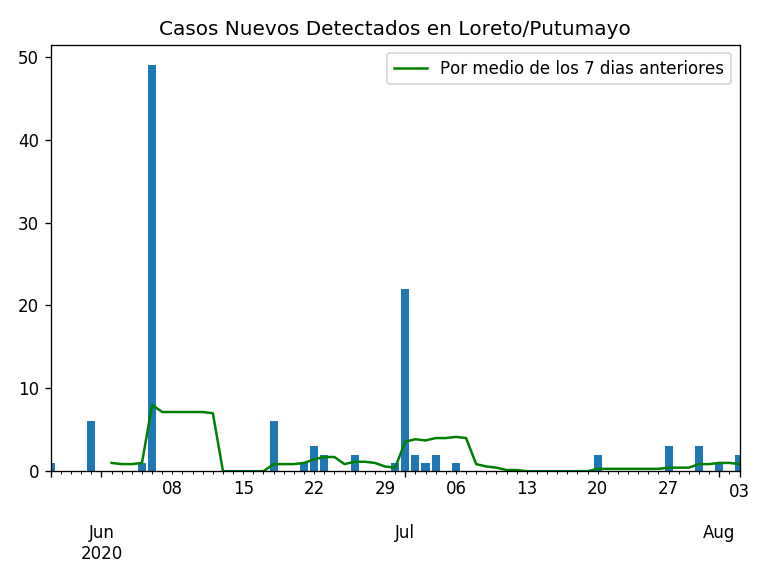 Casos Nuevos Detectados en Loreto/Putumayo
Por medio de los 7 dias anteriores
50
40
30
20
10
0
08 15 22 29 06 13 20 27 03
Jun Jul Aug
2020